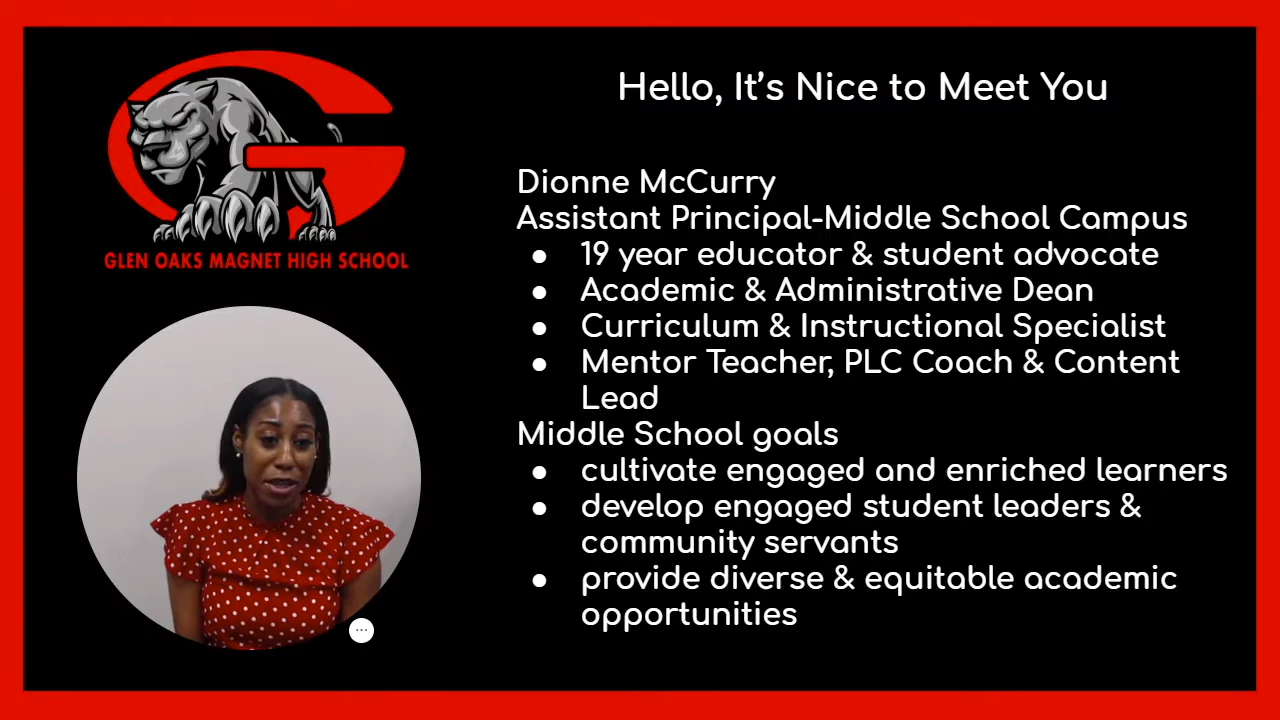 GLEN OAKS MAGNET HIGH SCHOOL
Hello, It’s Nice to Meet You
Dionne McCurry
Assistant Principal-Middle School Campus
● 19 year educator & student advocate
● Academic & Administrative Dean
● Curriculum & Instructional Specialist
● Mentor Teacher, PLC Coach & Content
Lead
Middle School goals
● cultivate engaged and enriched learners
● develop engaged student leaders &
community servants
● provide diverse & equitable academic
opportunities